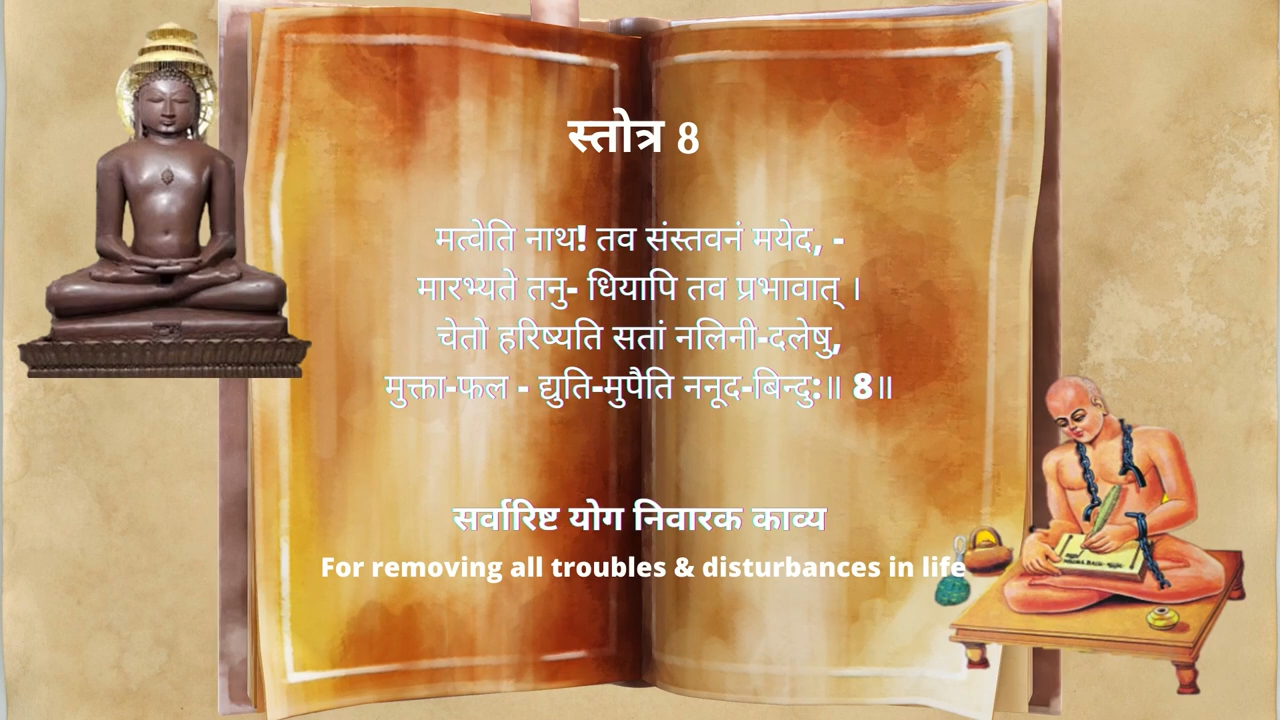 स्तोत्र 8
मत्वेति नाथ! तव संस्तवनं मयेद, -
मारभ्यते तनु- धियापि तव प्रभावात् ।
चेतो हरिष्यति सतां नलिनी-दलेषु,
मुक्ता-फल - द्युति-मुपैति ननूद-बिन्दु:॥ 8॥
सर्वारिष्ट योग निवारक काव्य
For removing all troubles & disturbances in life